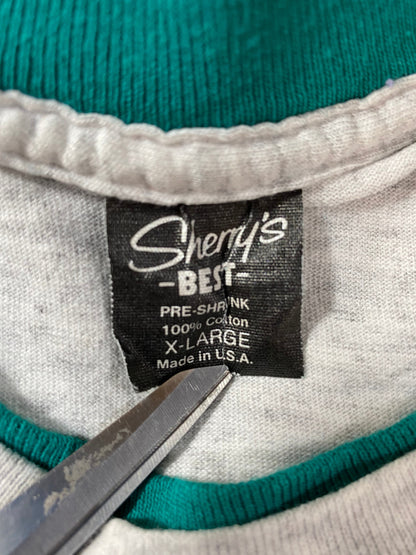 Sherry's
-BEST-
PRE-SHRINK
100% Cotton
X-LARGE
Made in U.S.A.